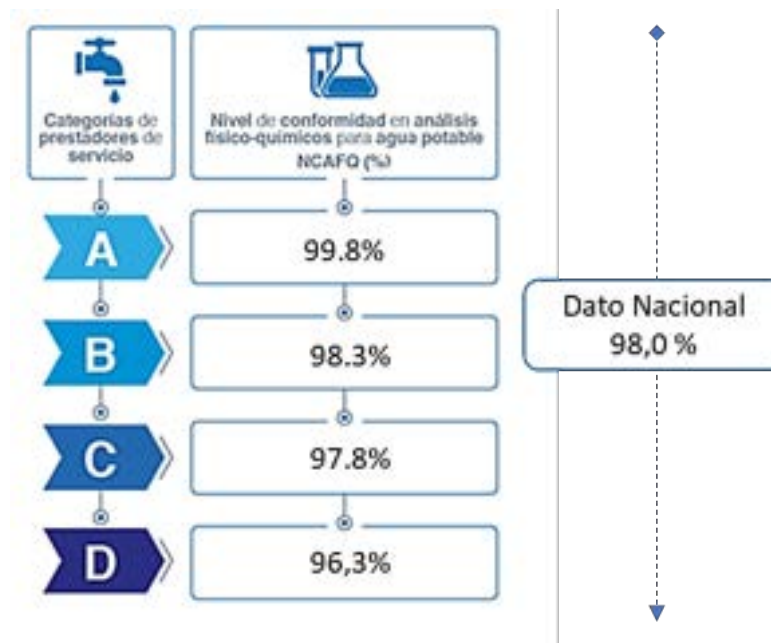 Categorías de
prestadores de
servicio
Nivel de conformidad en análisis
físico-químicos para agua potable
NCAFQ (%)
A
99.8%
B
98.3%
C
97.8%
D
96,3%
Dato Nacional
98,0 %